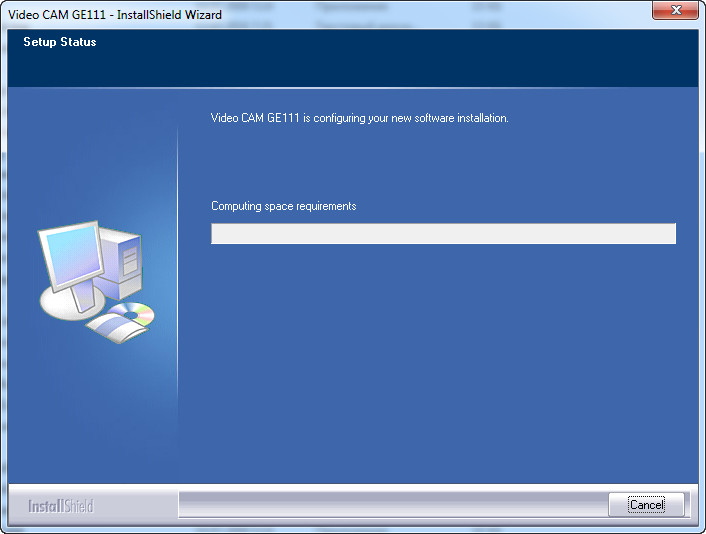 Video CAM GE111 - InstallShield Wizard
Setup Status
Video CAM GE111 is configuring your new software installation.
Computing space requirements
InstallShield
Cancel